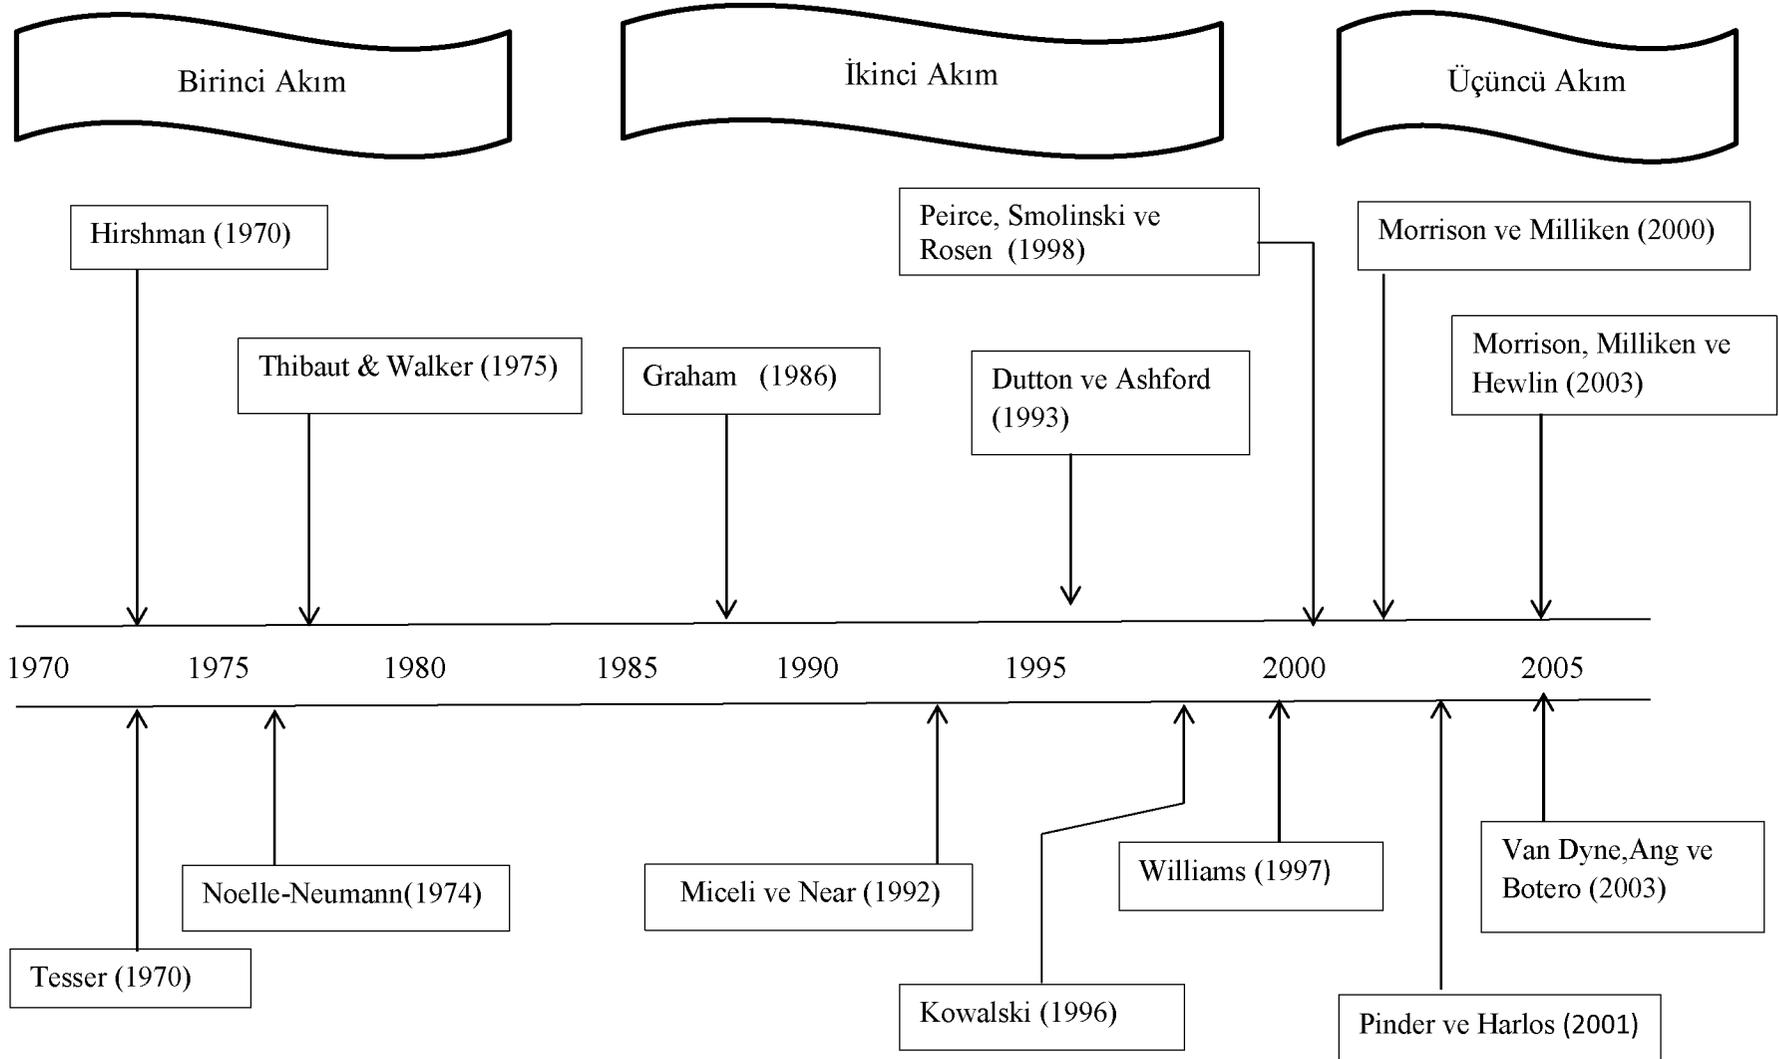 Birinci Akım
İkinci Akım
Üçüncü Akım
Hirshman (1970)
Peirce, Smolinski ve
Rosen (1998)
Morrison ve Milliken (2000)
Thibaut & Walker (1975)
Graham (1986)
Dutton ve Ashford
(1993)
Morrison, Milliken ve
Hewlin (2003)
1970 1975 1980 1985 1990 1995 2000 2005
Noelle-Neumann(1974)
Miceli ve Near (1992)
Williams (1997)
Van Dyne,Ang ve
Botero (2003)
Tesser (1970)
Kowalski (1996)
Pinder ve Harlos (2001)